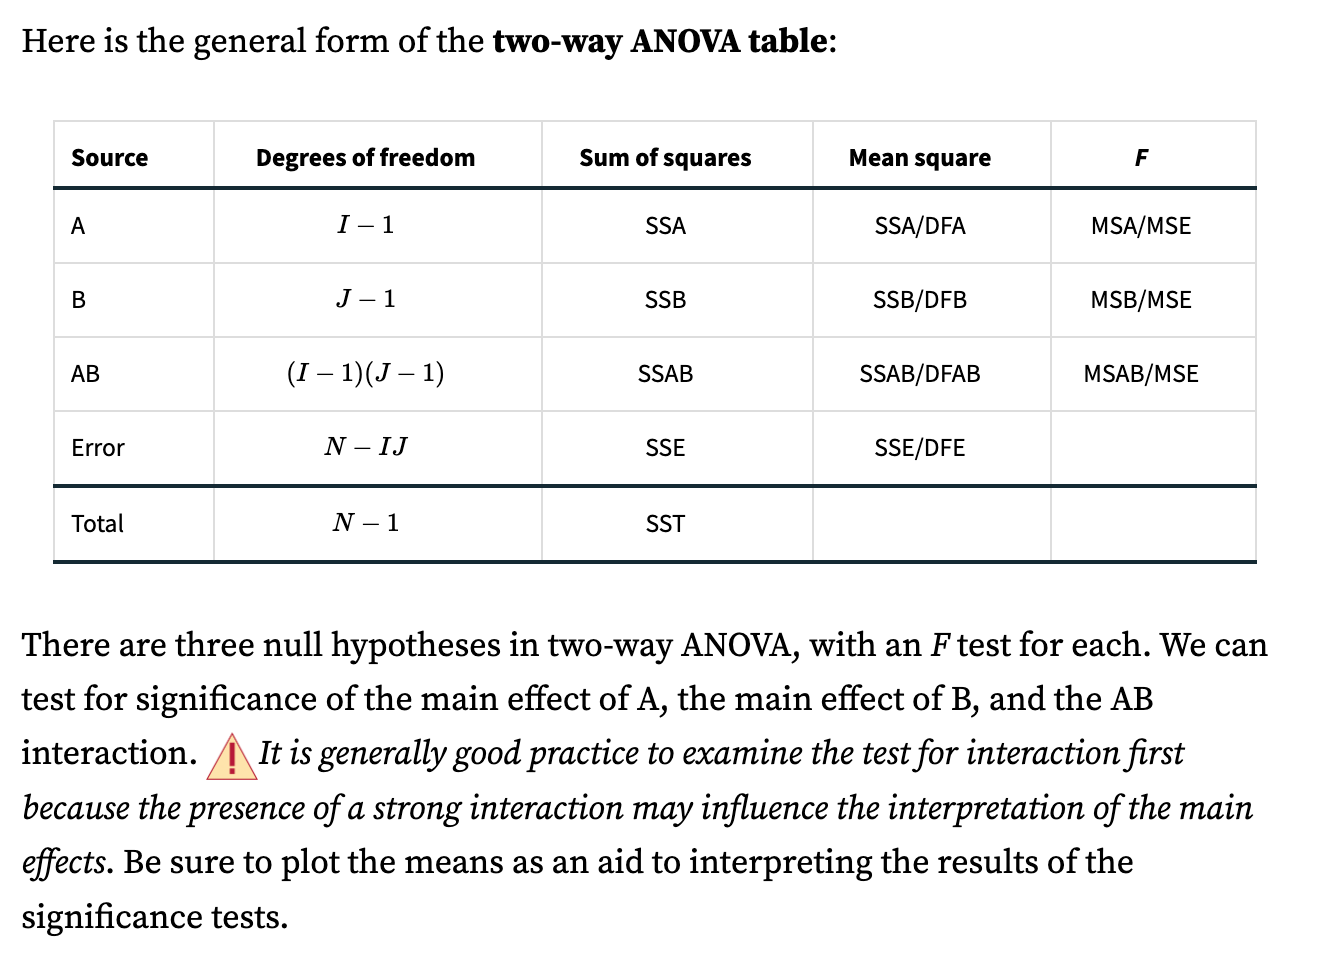 Here is the general form of the two-way ANOVA table:
Source Degrees of freedom Sum of squares Mean square F
A I − 1 SSA SSA/DFA MSA/MSE
B J − 1 SSB SSB/DFB MSB/MSE
AB (I − 1)(J − 1) SSAB SSAB/DFAB MSAB/MSE
Error N − IJ SSE SSE/DFE
Total N − 1 SST
There are three null hypotheses in two-way ANOVA, with an F test for each. We can
test for significance of the main effect of A, the main effect of B, and the AB
interaction. ! It is generally good practice to examine the test for interaction first
because the presence of a strong interaction may influence the interpretation of the main
effects. Be sure to plot the means as an aid to interpreting the results of the
significance tests.